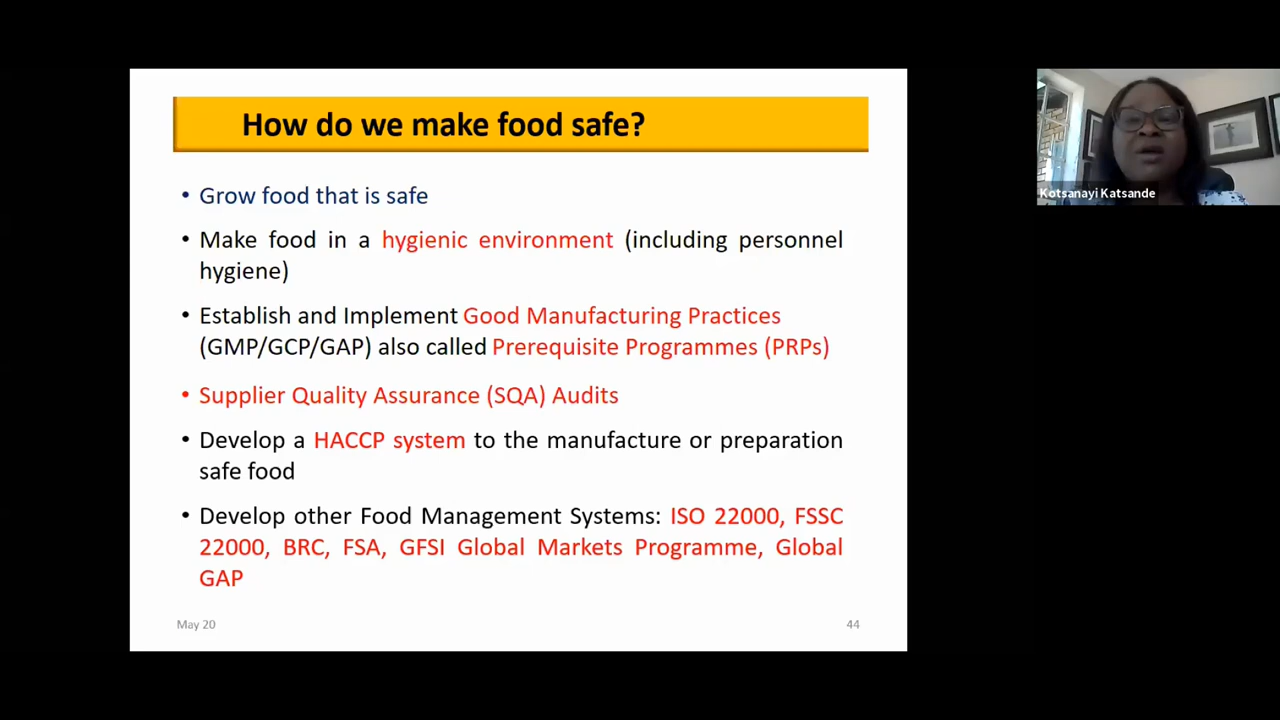 How do we make food safe?
• Grow food that is safe
• Make food in a hygienic environment (including personnel
hygiene)
• Establish and Implement Good Manufacturing Practices
(GMP/GCP/GAP) also called Prerequisite Programmes (PRPs)
• Supplier Quality Assurance (SQA) Audits
• Develop a HACCP system to the manufacture or preparation
safe food
• Develop other Food Management Systems: ISO 22000, FSSC
22000, BRC, FSA, GFSI Global Markets Programme, Global
GAP
May 20
44
Kotsanayi Katsande